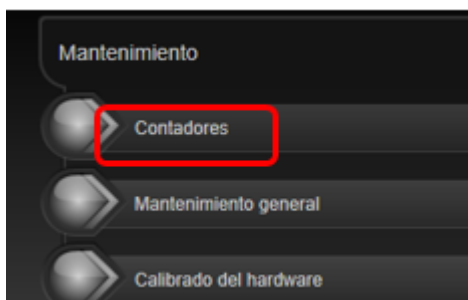 Mantenimiento
Contadores
Mantenimiento general
Calibrado del hardware